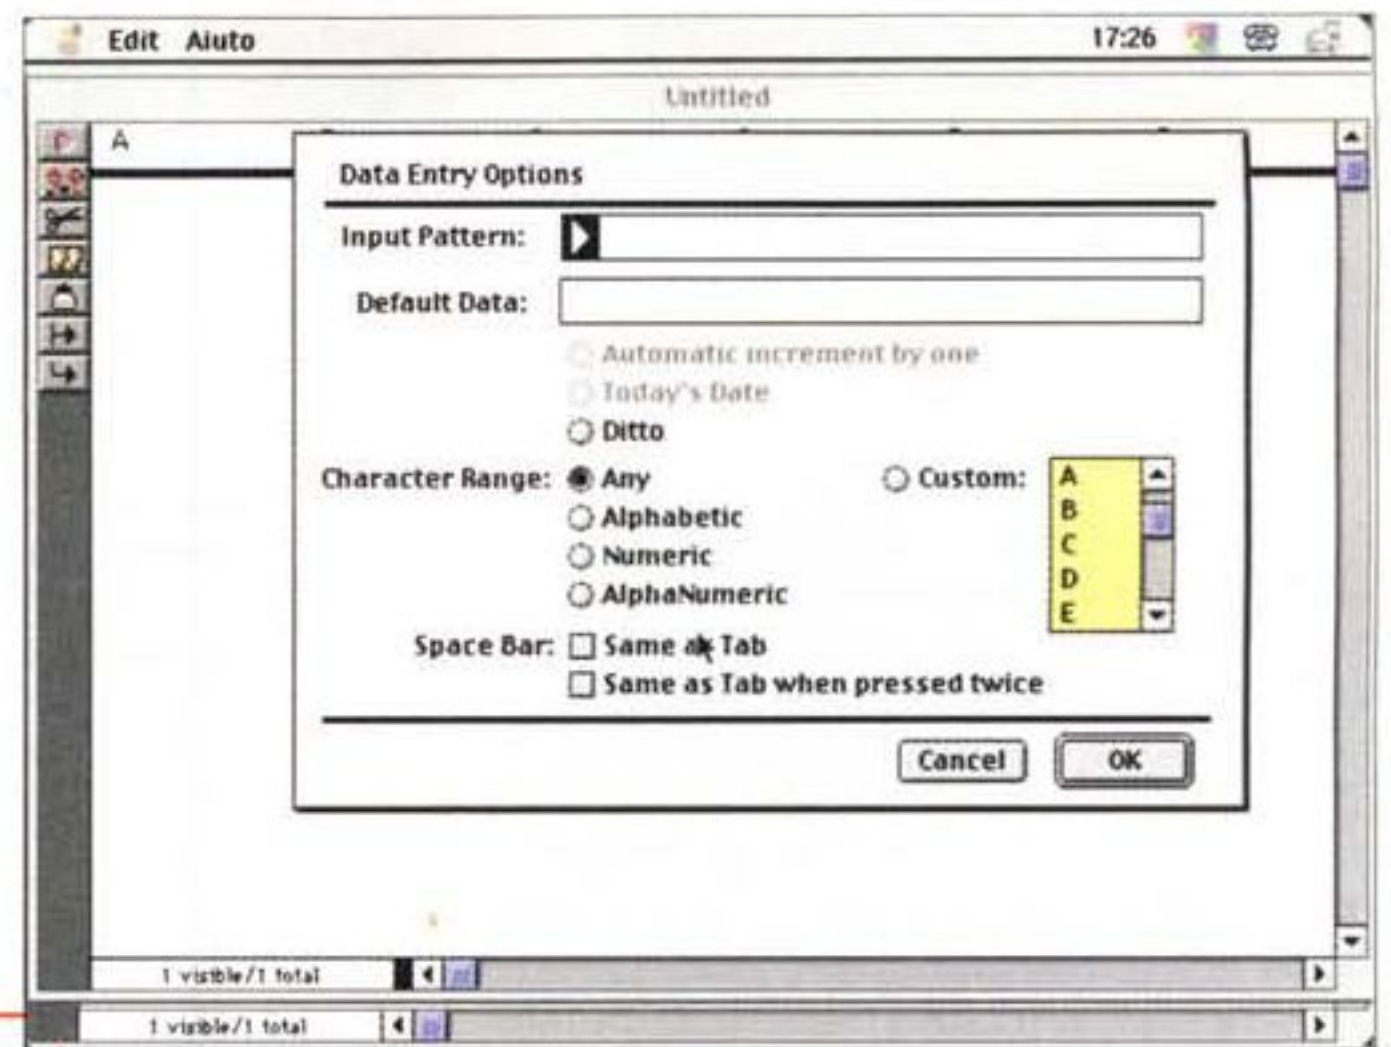 Edit Aiuto 17:26
Untitled
A
Data Entry Options
Input Pattern:
Default Data:
Automatic increment by one
Today's Date
Ditto
Character Range: Any Custom:
Alphabetic
Numeric
AlphaNumeric
A
B
C
D
E
Space Bar: Same as Tab
Same as Tab when pressed twice
Cancel OK
1 visible/1 total
1 visible/1 total